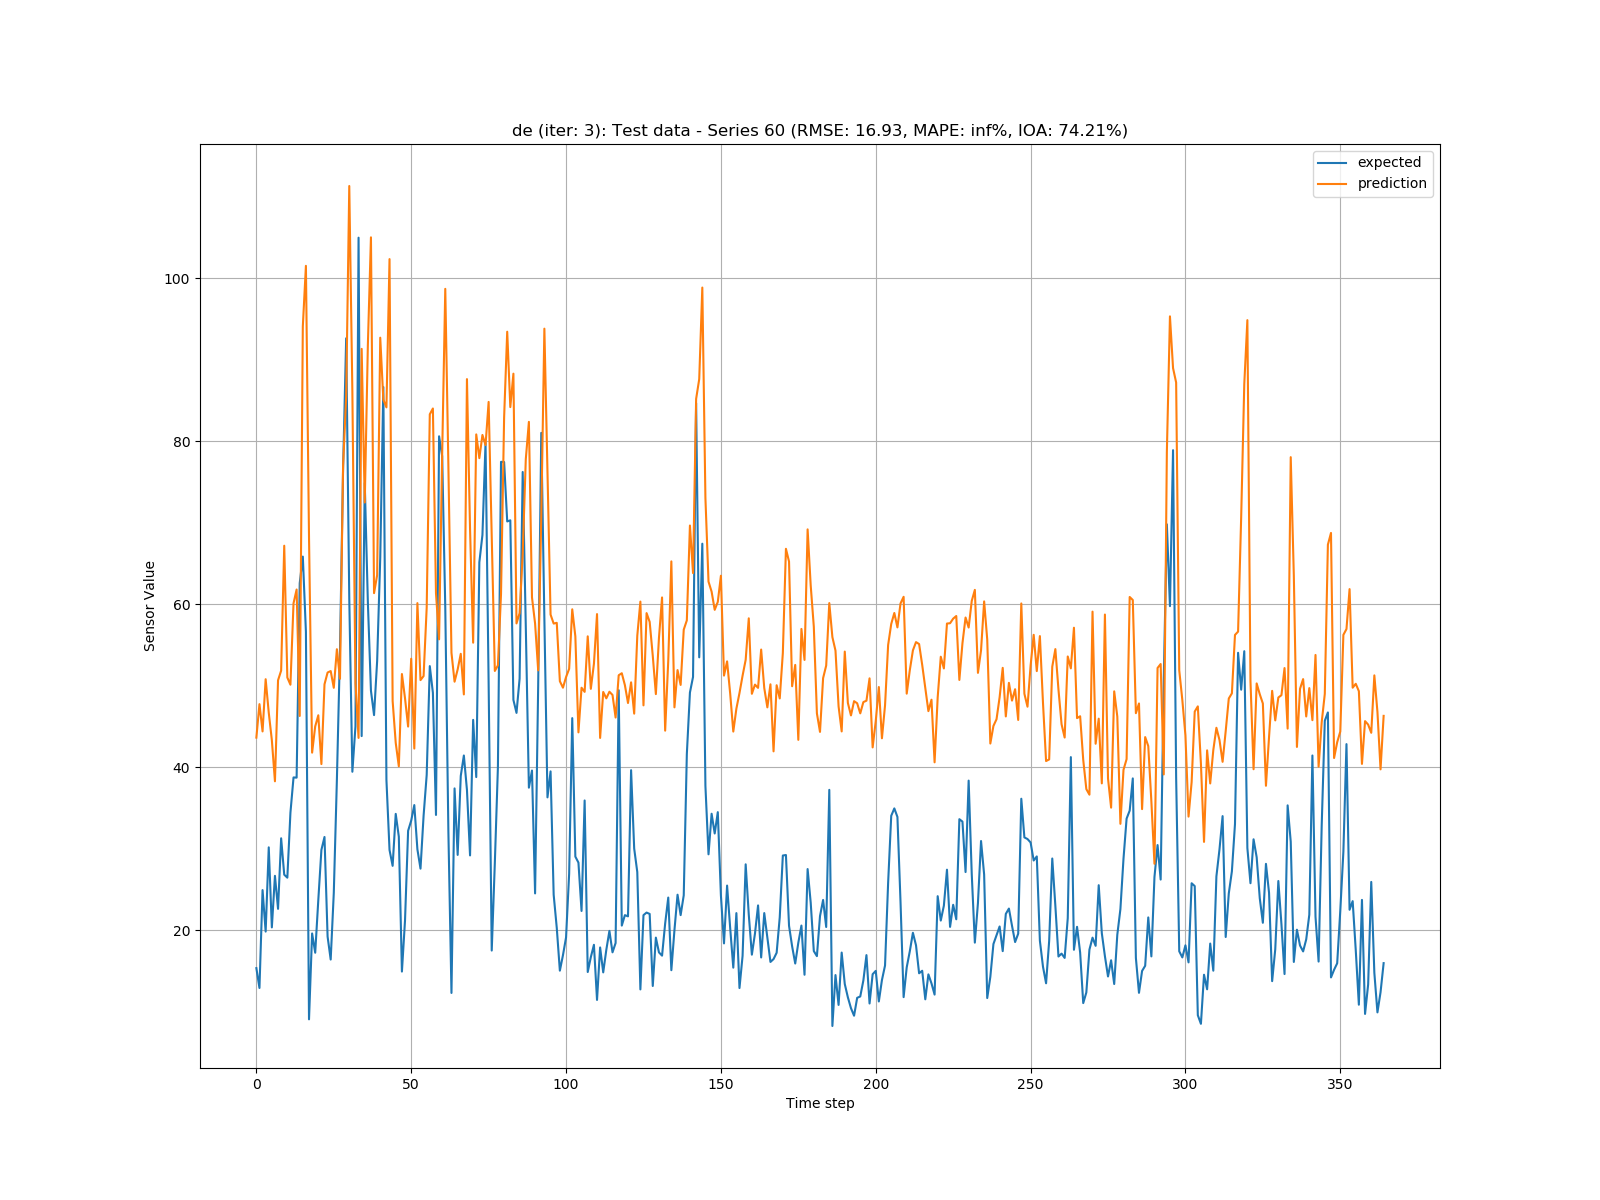 de (iter: 3): Test data - Series 60 (RMSE: 16.93, MAPE: inf%, IOA: 74.21%)
expected
prediction
100
80
60
40
20
Sensor Value
0 50 100 150 200 250 300 350
Time step